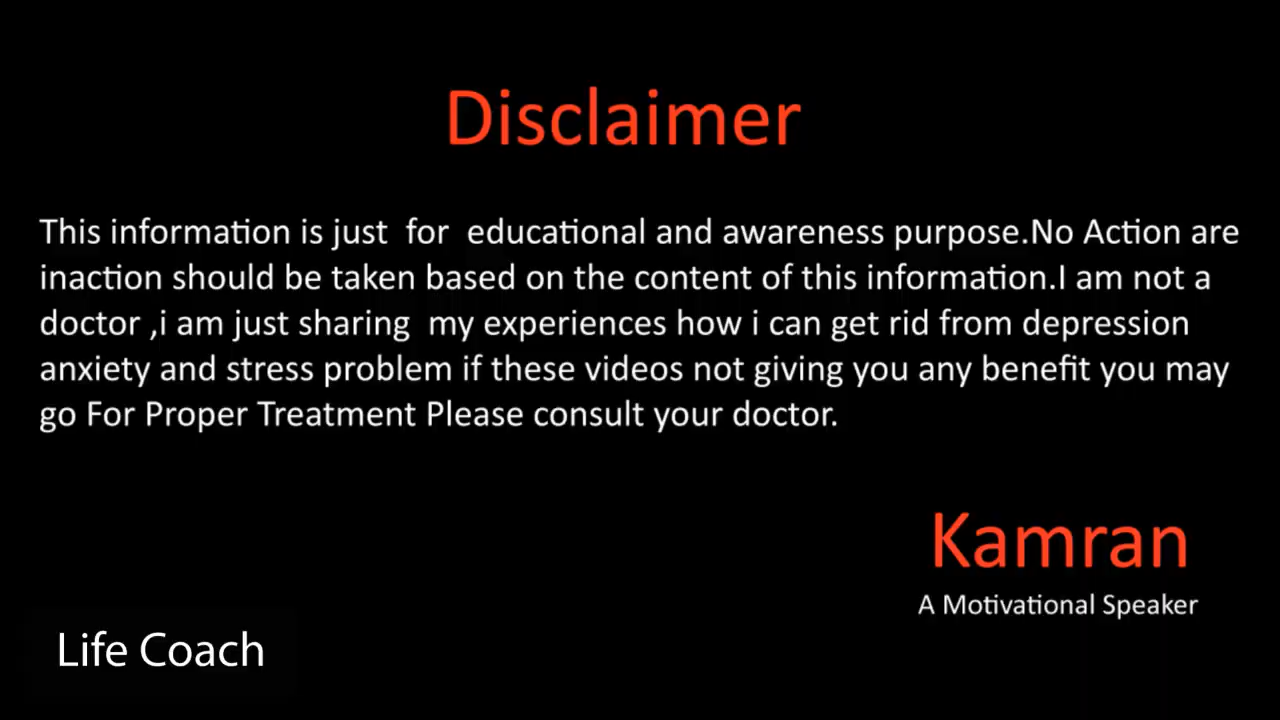 Disclaimer
This information is just  for  educational and awareness purpose.No Action are
inaction should be taken based on the content of this information.I am not a
doctor ,i am just sharing  my experiences how i can get rid from depression
anxiety and stress problem if these videos not giving you any benefit you may
go For Proper Treatment Please consult your doctor.
Kamran
A Motivational Speaker
Life Coach